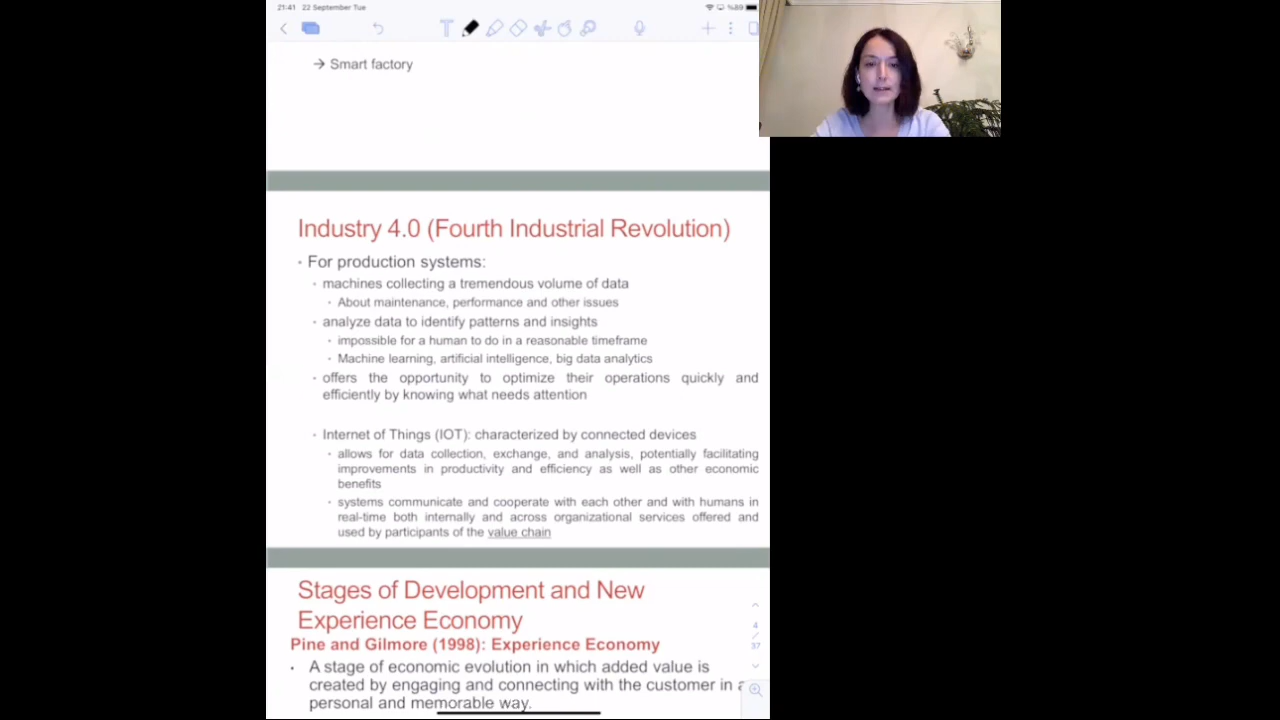 21:41 22 September Tue
%89
T
→ Smart factory
Industry 4.0 (Fourth Industrial Revolution)
• For production systems:
• machines collecting a tremendous volume of data
• About maintenance, performance and other issues
• analyze data to identify patterns and insights
• impossible for a human to do in a reasonable timeframe
• Machine learning, artificial intelligence, big data analytics
• offers the opportunity to optimize their operations quickly and
efficiently by knowing what needs attention
• Internet of Things (IOT): characterized by connected devices
• allows for data collection, exchange, and analysis, potentially facilitating
improvements in productivity and efficiency as well as other economic
benefits
• systems communicate and cooperate with each other and with humans in
real-time both internally and across organizational services offered and
used by participants of the value chain
Stages of Development and New
Experience Economy
Pine and Gilmore (1998): Experience Economy
• A stage of economic evolution in which added value is
created by engaging and connecting with the customer in a
personal and memorable way.
4
/
37